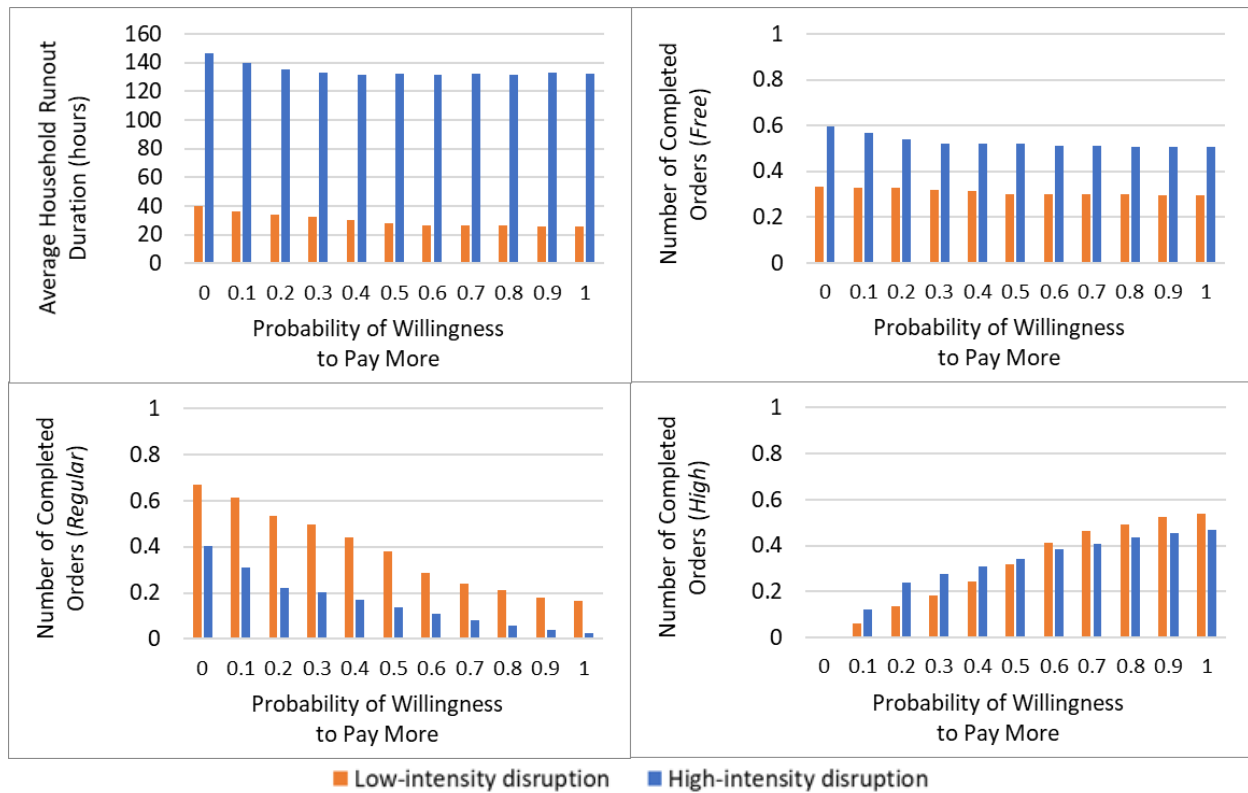 Average Household Runout
Duration (hours)
160
140
120
100
80
60
40
20
0
0 0.1 0.2 0.3 0.4 0.5 0.6 0.7 0.8 0.9 1
Probability of Willingness
to Pay More
Number of Completed
Orders (Free)
1
0.8
0.6
0.4
0.2
0
0 0.1 0.2 0.3 0.4 0.5 0.6 0.7 0.8 0.9 1
Probability of Willingness
to Pay More
Number of Completed
Orders (Regular)
1
0.8
0.6
0.4
0.2
0
0 0.1 0.2 0.3 0.4 0.5 0.6 0.7 0.8 0.9 1
Probability of Willingness
to Pay More
Number of Completed
Orders (High)
1
0.8
0.6
0.4
0.2
0
0 0.1 0.2 0.3 0.4 0.5 0.6 0.7 0.8 0.9 1
Probability of Willingness
to Pay More
Low-intensity disruption High-intensity disruption